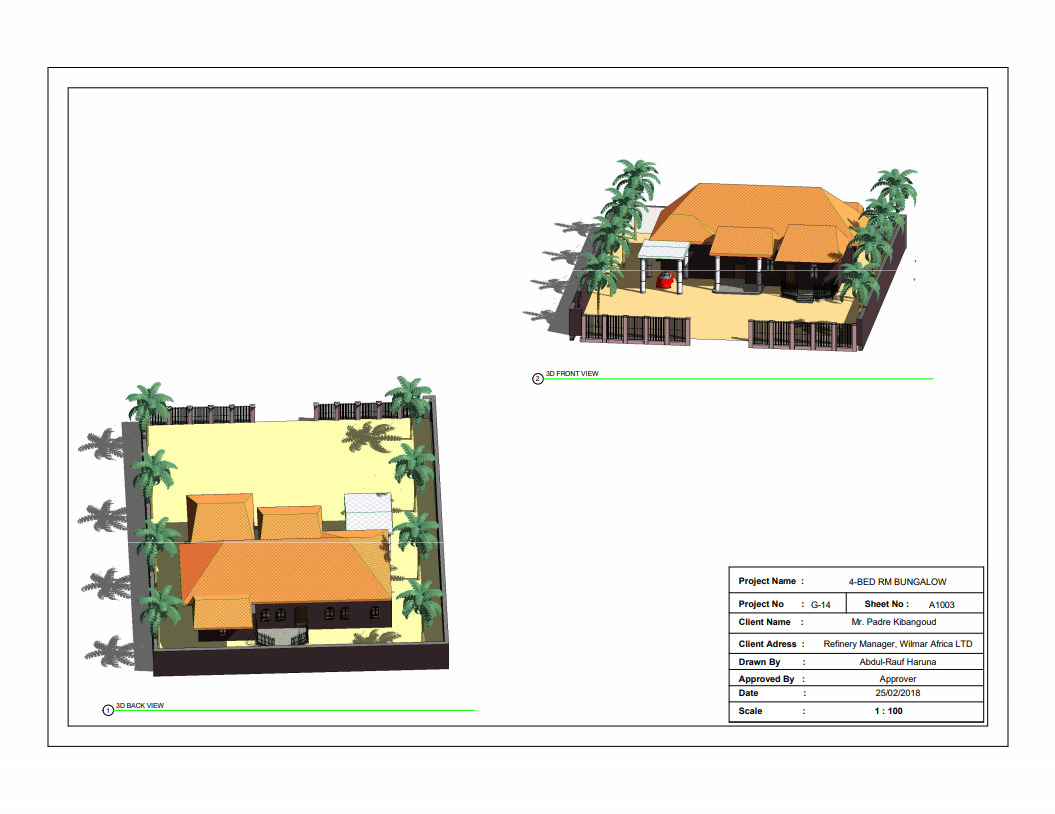 2 3D FRONT VIEW
1 3D BACK VIEW
Project Name : 4-BED RM BUNGALOW
Project No : G-14 Sheet No : A1003
Client Name : Mr. Padre Kibangoud
Client Adress : Refinery Manager, Wilmar Africa LTD
Drawn By : Abdul-Rauf Haruna
Approved By : Approver
Date : 25/02/2018
Scale : 1 : 100